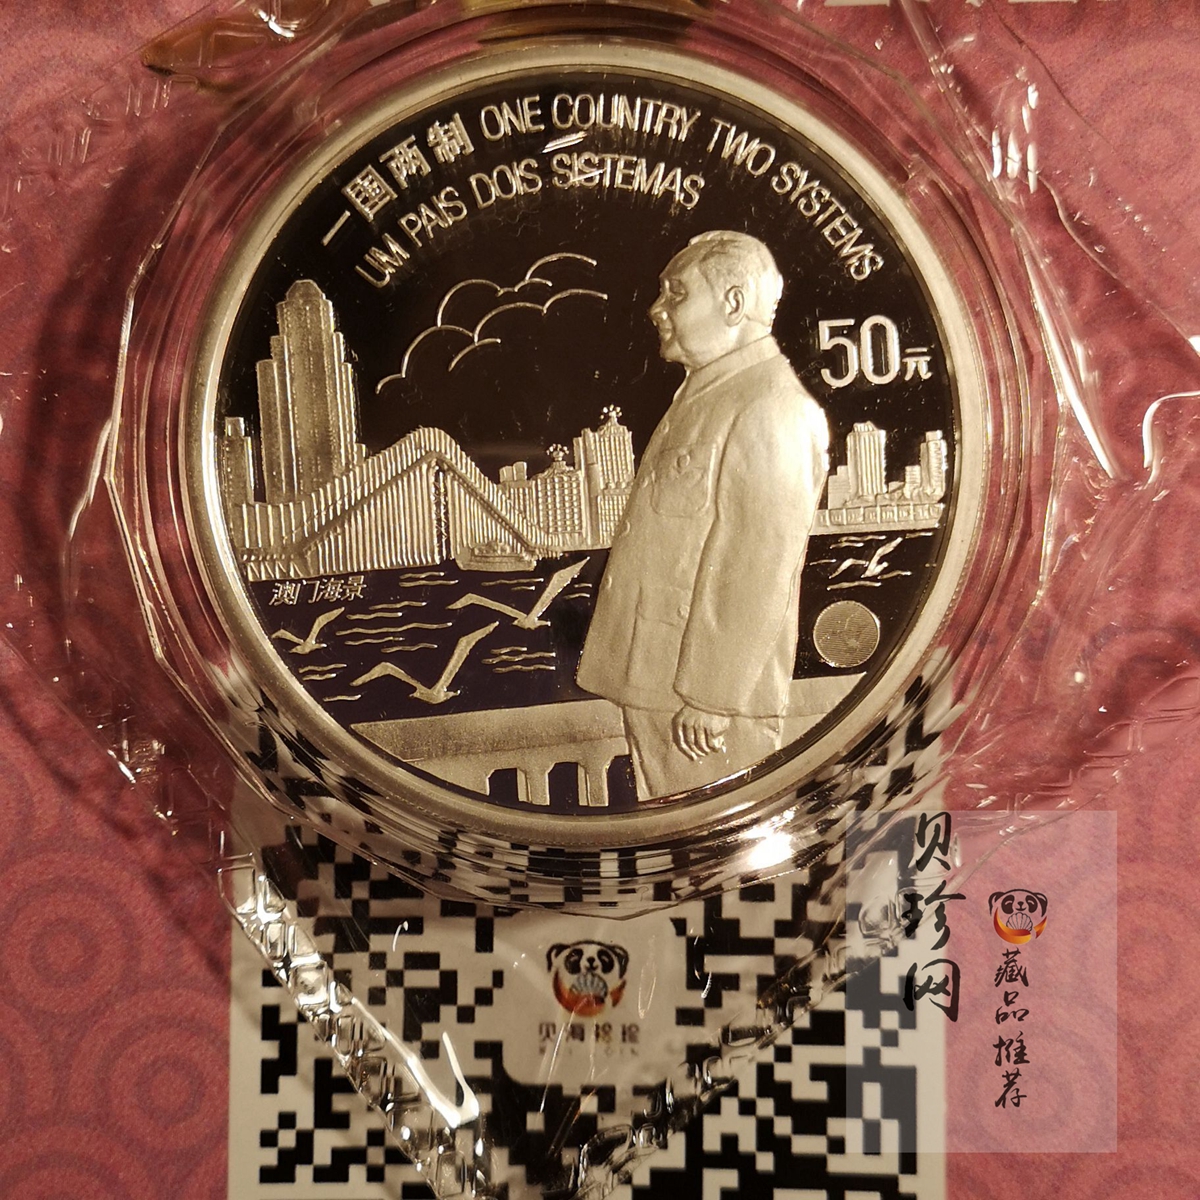 一国两制 ONE COUNTRY TWO SYSTEMS
UM PAIS DOIS SISTEMAS
50元
澳门海景
贝珍网
藏品推荐